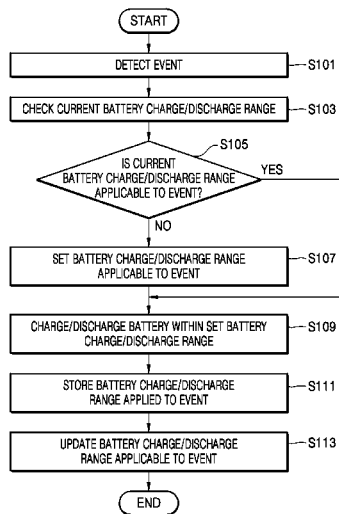 START
DETECT EVENT
S101
CHECK CURRENT BATTERY CHARGE/DISCHARGE RANGE
S103
S105
IS CURRENT
BATTERY CHARGE/DISCHARGE RANGE
APPLICABLE TO EVENT?
YES
NO
SET BATTERY CHARGE/DISCHARGE RANGE
APPLICABLE TO EVENT
S107
CHARGE/DISCHARGE BATTERY WITHIN SET BATTERY
CHARGE/DISCHARGE RANGE
S109
STORE BATTERY CHARGE/DISCHARGE
RANGE APPLIED TO EVENT
S111
UPDATE BATTERY CHARGE/DISCHARGE
RANGE APPLICABLE TO EVENT
S113
END